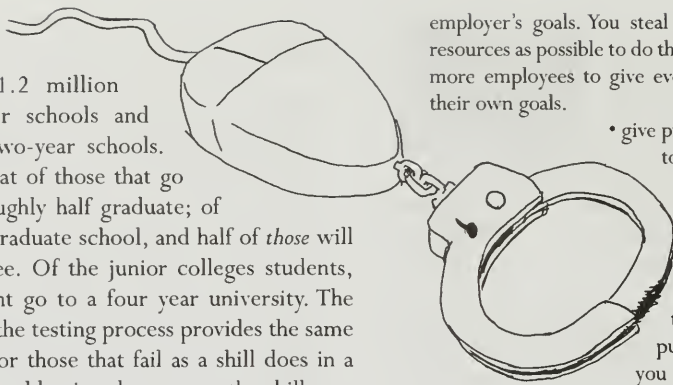 1.2 million
r schools and
wo-year schools.
at of those that go
ughly half graduate; of
raduate school, and half of those will
ee. Of the junior colleges students,
nt go to a four year university. The
the testing process provides the same
or those that fail as a shill does in a
employer's goals. You steal
resources as possible to do th
more employees to give ev
their own goals.
• give p
to
t
pu
you